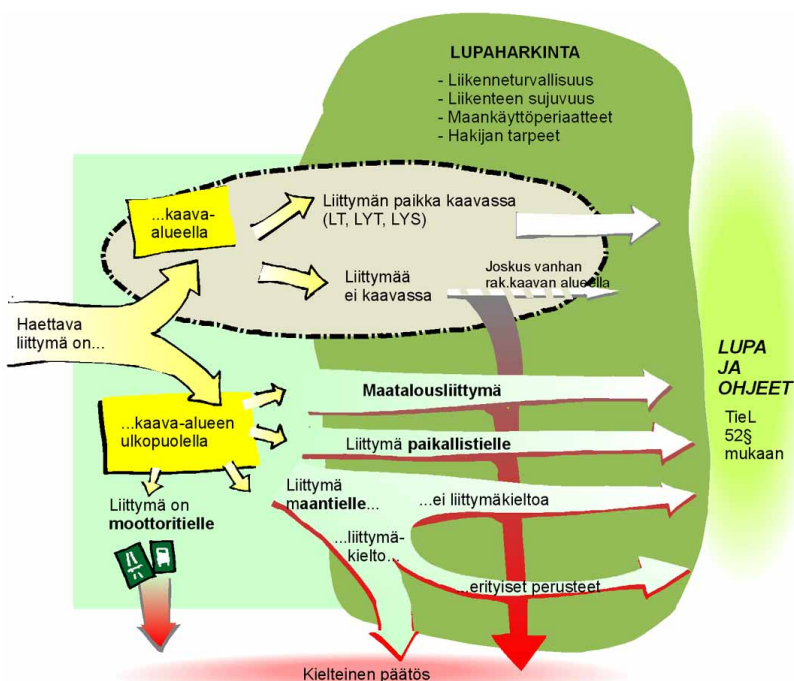 LUPAHARKINTA
- Liikenneturvallisuus
- Liikenteen sujuvuus
- Maankäyttöperiaatteet
- Hakijan tarpeet
...kaava-
alueella
Liittymän paikka kaavassa
(LT, LYT, LYS)
Liittymää
ei kaavassa
Joskus vanhan
rak.kaavan alueella
Haettava
liittymä on...
LUPA
JA
OHJEET
TieL
52§
mukaan
Maatalousliittymä
...kaava-alueen
ulkopuolella
Liittymä paikallistielle
Liittymä
maantielle...
...ei liittymäkieltoa
Liittymä on
moottoritielle
...liittymä-
kielto...
...erityiset perusteet
Kielteinen päätös